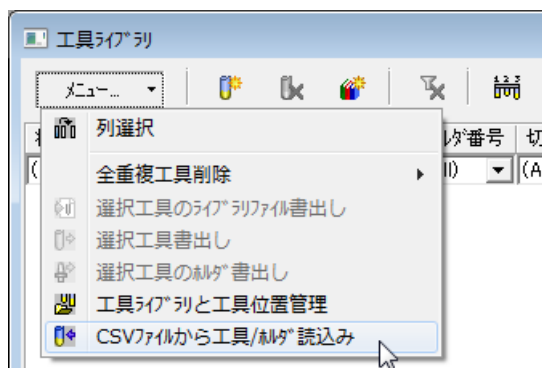 工具ﾗｲﾌﾞﾗﾘ
ﾒﾆｭｰ...
123
列選択
ﾙﾀﾞ番号
切
(
ll)
(A
全重複工具削除
選択工具のﾗｲﾌﾞﾗﾘﾌｧｲﾙ書出し
選択工具書出し
選択工具のﾎﾙﾀﾞ書出し
工具ﾗｲﾌﾞﾗﾘと工具位置管理
CSVﾌｧｲﾙから工具/ﾎﾙﾀﾞ読込み